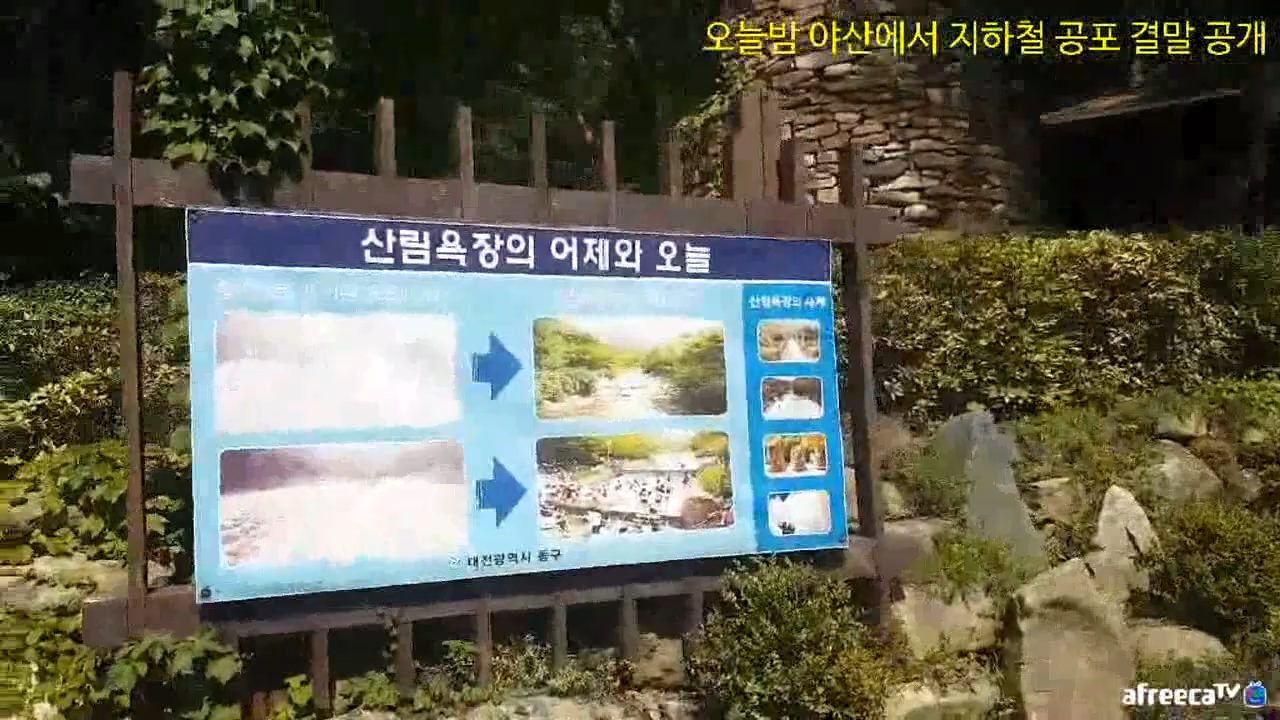 오늘밤 야산에서 지하철 공포 결말 공개
산림욕장의 어제와 오늘
산림욕장의 사계
대전광역시 동구
afreecaTV